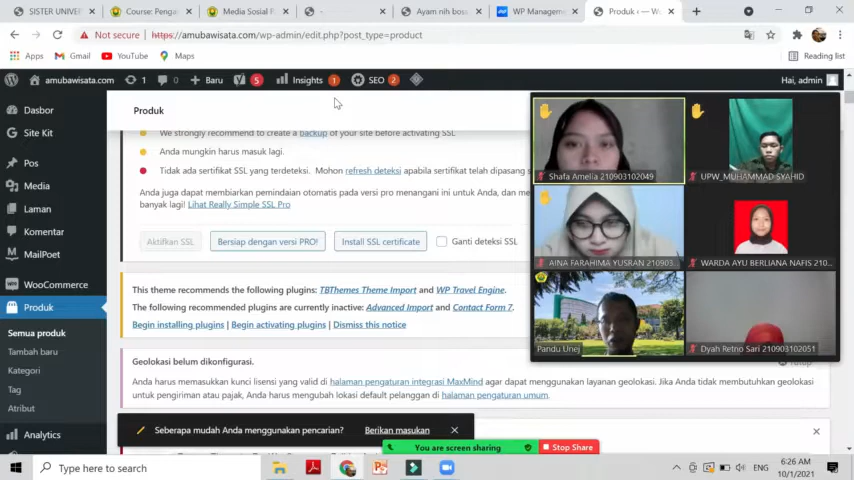 SISTER UNIVER
Course: Pengan
Media Sosial P
Ayam nih bos
WP Managem
Produk ‹ W
Not secure
https://amubawisata.com/wp-admin/edit.php?post_type=product
Apps
Gmail
YouTube
Maps
Reading list
amubawisata.com
1
0
Baru
5
Insights
1
SEO
2
Hai, admin
Dasbor
Site Kit
Pos
Media
Laman
Komentar
MailPoet
WooCommerce
Produk
Semua produk
Tambah baru
Kategori
Tag
Atribut
Analytics
Produk
We strongly recommend to create a backup of your site before activating SSL
Anda mungkin harus masuk lagi.
Tidak ada sertifikat SSL yang terdeteksi. Mohon refresh deteksi apabila sertifikat telah dipasang
Anda juga dapat membiarkan pemindaian otomatis pada versi pro menangani ini untuk Anda, dan me
banyak lagi! Lihat Really Simple SSL Pro
Aktifkan SSL
Bersiap dengan versi PRO!
Install SSL certificate
Ganti deteksi SSL
This theme recommends the following plugins: TBThemes Theme Import and WP Travel Engine.
The following recommended plugins are currently inactive: Advanced Import and Contact Form 7.
Begin installing plugins | Begin activating plugins | Dismiss this notice
Geolokasi belum dikonfigurasi.
Tutup
Anda harus memasukkan kunci lisensi yang valid di halaman pengaturan integrasi MaxMind agar dapat menggunakan layanan geolokasi. Jika Anda tidak membutuhkan geolokasi
untuk pengiriman atau pajak, Anda harus mengubah lokasi default pelanggan di halaman pengaturan umum.
Seberapa mudah Anda menggunakan pencarian?
Berikan masukan
Shafa Amelia 210903102049
UPW_MUHAMMAD SYAHID
AINA FARAHIMA YUSRAN 210903...
WARDA AYU BERLIANA NAFIS 210...
Pandu Unej
Dyah Retno Sari 210903102051
You are screen sharing
Stop Share
Type here to search
ENG
6:26 AM
10/1/2021